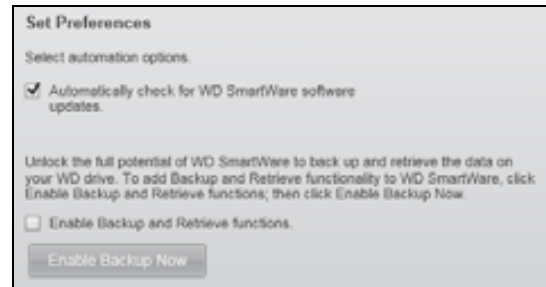 Set Preferences
Select automation options.
Automatically check for WD SmartWare software
updates.
Unlock the full potential of WD SmartWare to back up and retrieve the data on
your WD drive. To add Backup and Retrieve functionality to WD SmartWare, click
Enable Backup and Retrieve functions; then click Enable Backup Now.
Enable Backup and Retrieve functions.
Enable Backup Now